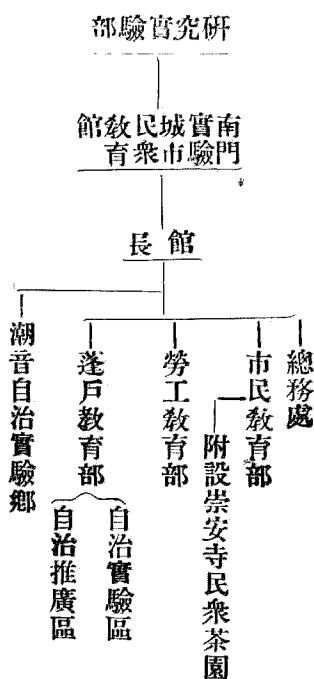 研究實驗部
南門實驗城市民衆教育館
館長
總務處
市民教育部
附設崇安寺民衆茶園
勞工教育部
蓬戶教育部
自治實驗區
自治推廣區
潮音自治實驗鄉